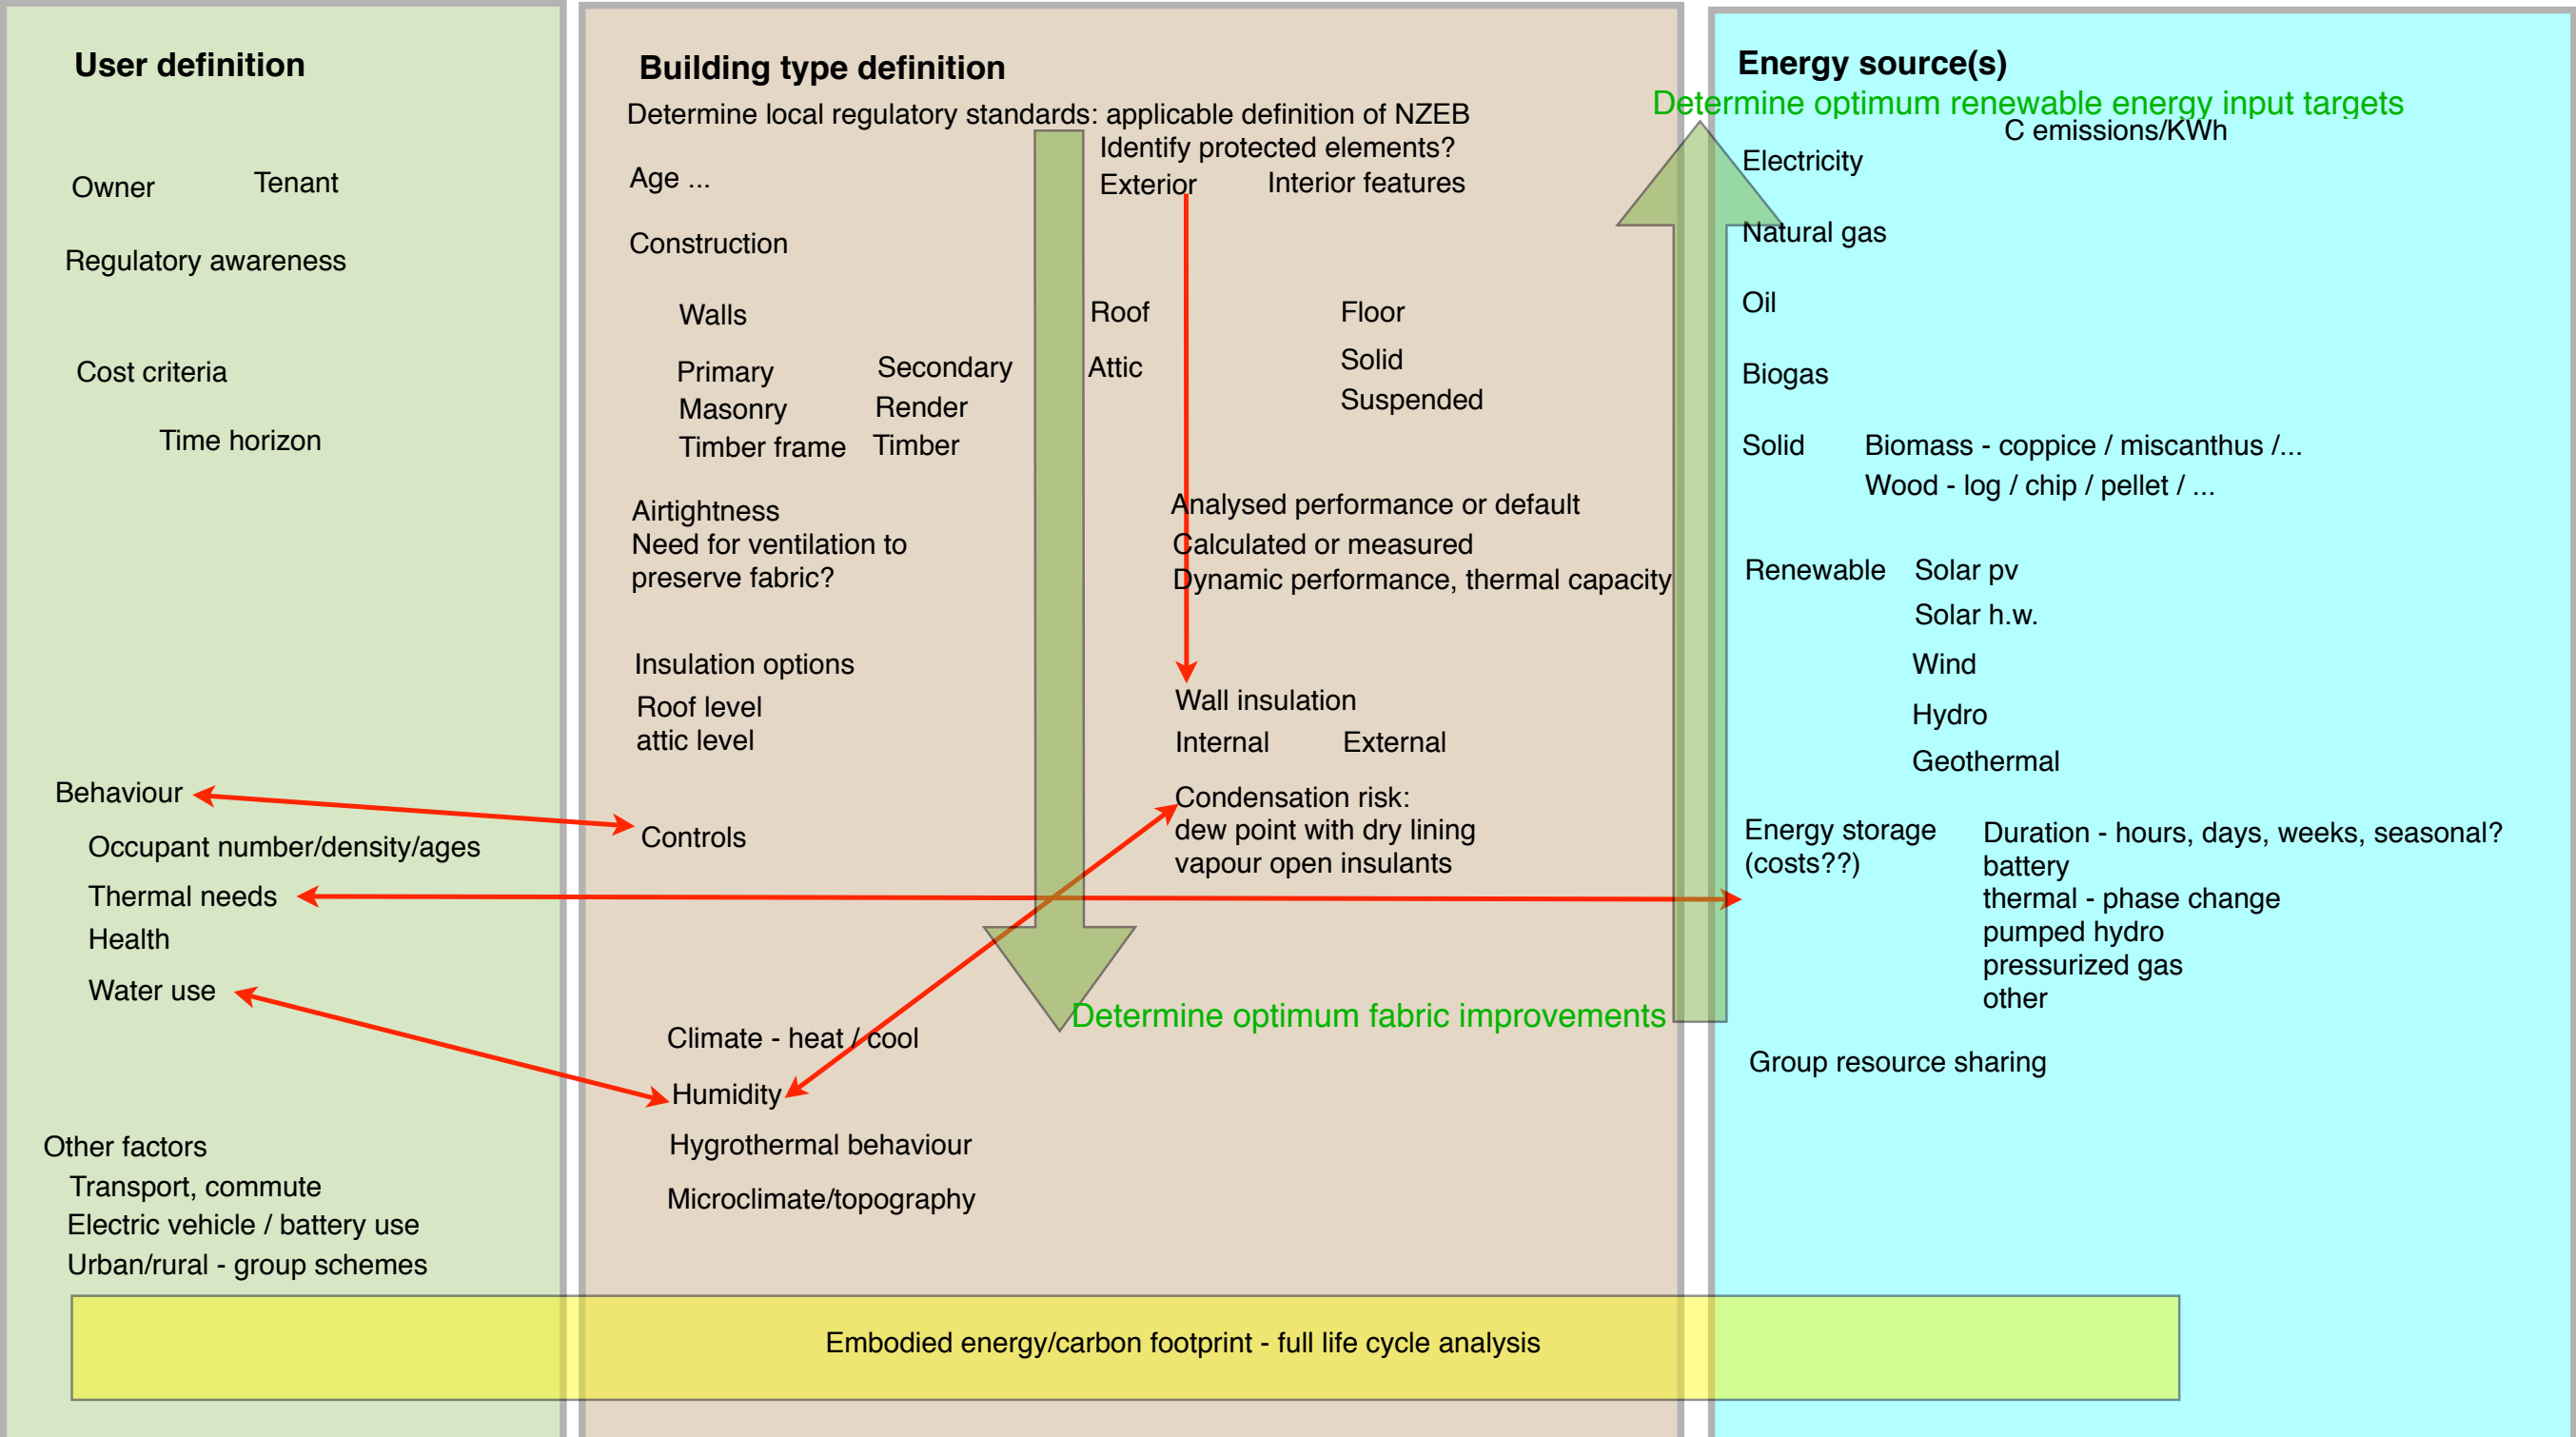 User definition
Owner
Tenant
Regulatory awareness
Cost criteria
Time horizon
Behaviour
Occupant number/density/ages
Thermal needs
Health
Water use
Other factors
Transport, commute
Electric vehicle / battery use
Urban/rural - group schemes
Building type definition
Determine local regulatory standards: applicable definition of NZEB
Identify protected elements?
Age ...
Exterior
Interior features
Construction
Walls
Roof
Floor
Primary
Secondary
Attic
Solid
Masonry
Render
Suspended
Timber frame
Timber
Airtightness
Need for ventilation to
preserve fabric?
Analysed performance or default
Calculated or measured
Dynamic performance, thermal capacity
Insulation options
Roof level
attic level
Wall insulation
Internal
External
Controls
Condensation risk:
dew point with dry lining
vapour open insulants
Determine optimum fabric improvements
Climate - heat / cool
Humidity
Hygrothermal behaviour
Microclimate/topography
Energy source(s)
Determine optimum renewable energy input targets
C emissions/KWh
Electricity
Natural gas
Oil
Biogas
Solid
Biomass - coppice / miscanthus /...
Wood - log / chip / pellet / ...
Renewable
Solar pv
Solar h.w.
Wind
Hydro
Geothermal
Energy storage
(costs??)
Duration - hours, days, weeks, seasonal?
battery
thermal - phase change
pumped hydro
pressurized gas
other
Group resource sharing
Embodied energy/carbon footprint - full life cycle analysis